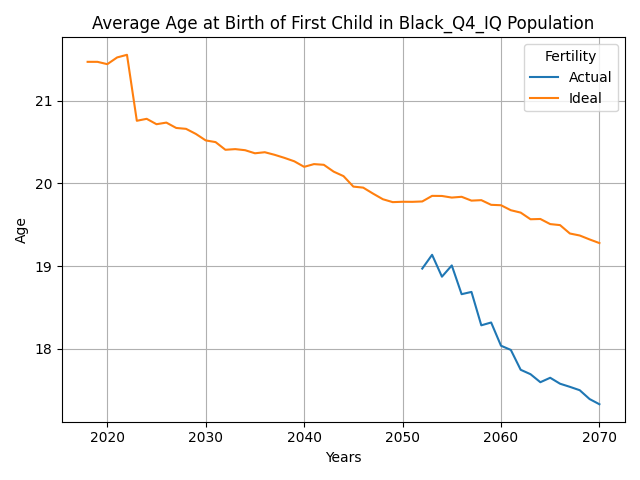 Average Age at Birth of First Child in Black_Q4_IQ Population
Fertility
Actual
Ideal
21
20
19
18
Age
2020 2030 2040 2050 2060 2070
Years